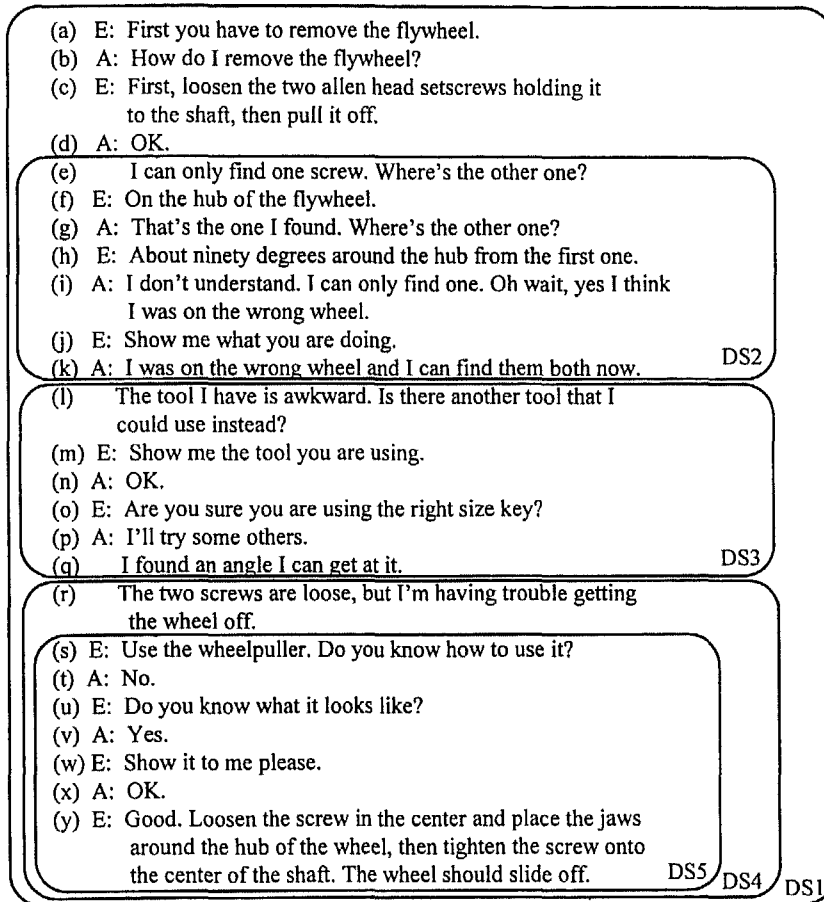 (a) E: First you have to remove the flywheel.
(b) A: How do I remove the flywheel?
(c) E: First, loosen the two allen head setscrews holding it
to the shaft, then pull it off.
(d) A: OK.
(e) I can only find one screw. Where's the other one?
(f) E: On the hub of the flywheel.
(g) A: That's the one I found. Where's the other one?
(h) E: About ninety degrees around the hub from the first one.
(i) A: I don't understand. I can only find one. Oh wait, yes I think
I was on the wrong wheel.
(j) E: Show me what you are doing.
(k) A: I was on the wrong wheel and I can find them both now.
DS2
(l) The tool I have is awkward. Is there another tool that I
could use instead?
(m) E: Show me the tool you are using.
(n) A: OK.
(o) E: Are you sure you are using the right size key?
(p) A: I'll try some others.
(q) I found an angle I can get at it.
DS3
(r) The two screws are loose, but I'm having trouble getting
the wheel off.
(s) E: Use the wheelpuller. Do you know how to use it?
(t) A: No.
(u) E: Do you know what it looks like?
(v) A: Yes.
(w) E: Show it to me please.
(x) A: OK.
(y) E: Good. Loosen the screw in the center and place the jaws
around the hub of the wheel, then tighten the screw onto
the center of the shaft. The wheel should slide off.
DS5 DS4 DS1